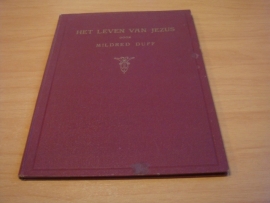 HET LEVEN VAN JEZUS
DOOR
MILDRED DUFF